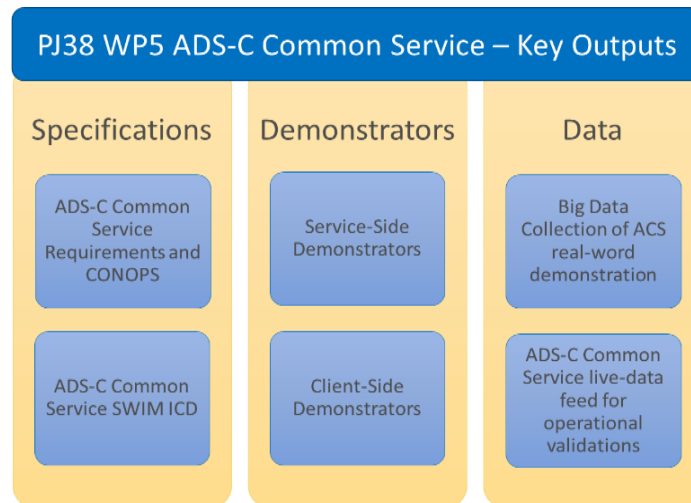 PJ38 WP5 ADS-C Common Service – Key Outputs
Specifications
ADS-C Common
Service
Requirements and
CONOPS
ADS-C Common
Service SWIM ICD
Demonstrators
Service-Side
Demonstrators
Client-Side
Demonstrators
Data
Big Data
Collection of ACS
real-word
demonstration
ADS-C Common
Service live-data
feed for
operational
validations